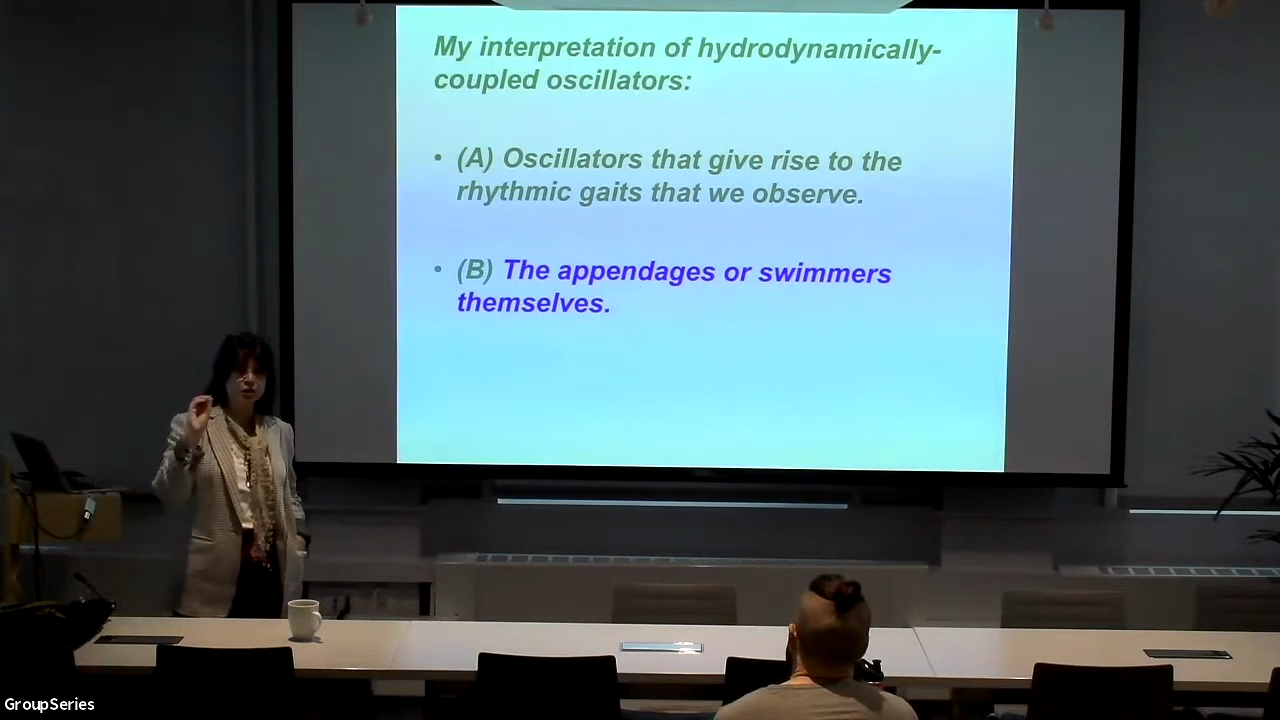 My interpretation of hydrodynamically-
coupled oscillators:
• (A) Oscillators that give rise to the
rhythmic gaits that we observe.
• (B) The appendages or swimmers
themselves.
GroupSeries